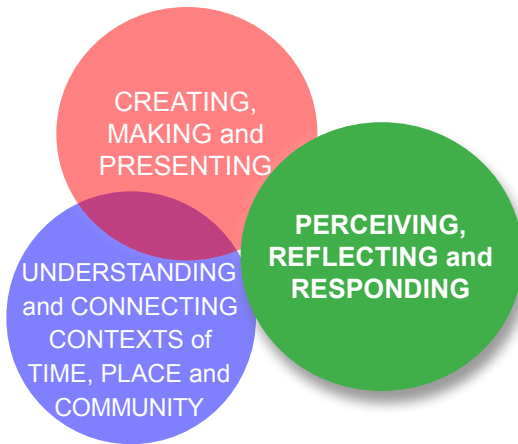 CREATING,
MAKING and
PRESENTING
PERCEIVING,
REFLECTING and
RESPONDING
UNDERSTANDING
and CONNECTING
CONTEXTS of
TIME, PLACE and
COMMUNITY